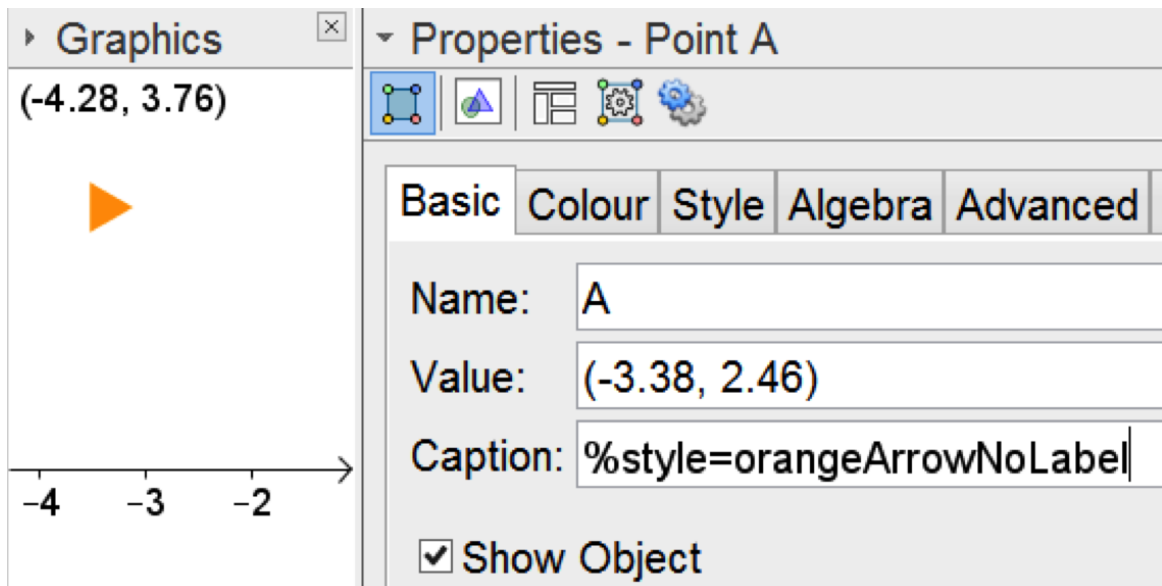 Graphics
(-4.28, 3.76)
−4 −3 −2
Properties - Point A
Basic Colour Style Algebra Advanced
Name: A
Value: (-3.38, 2.46)
Caption: %style=orangeArrowNoLabel
Show Object